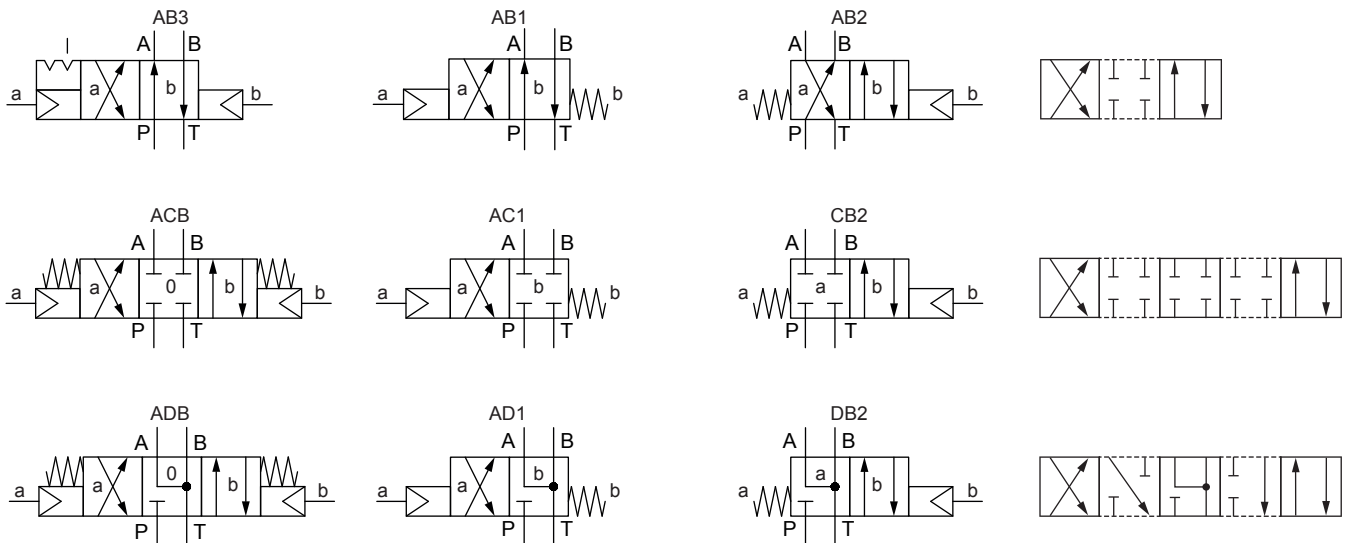 AB3 AB1 AB2
A B A B A B
I
a a b b a a b b a a b b
P T P T P T
ACB AC1 CB2
A B A B A B
a a 0 b b a a b b a a b b
P T P T P T
ADB AD1 DB2
A B A B A B
a a 0 b b a a b b a a b b
P T P T P T